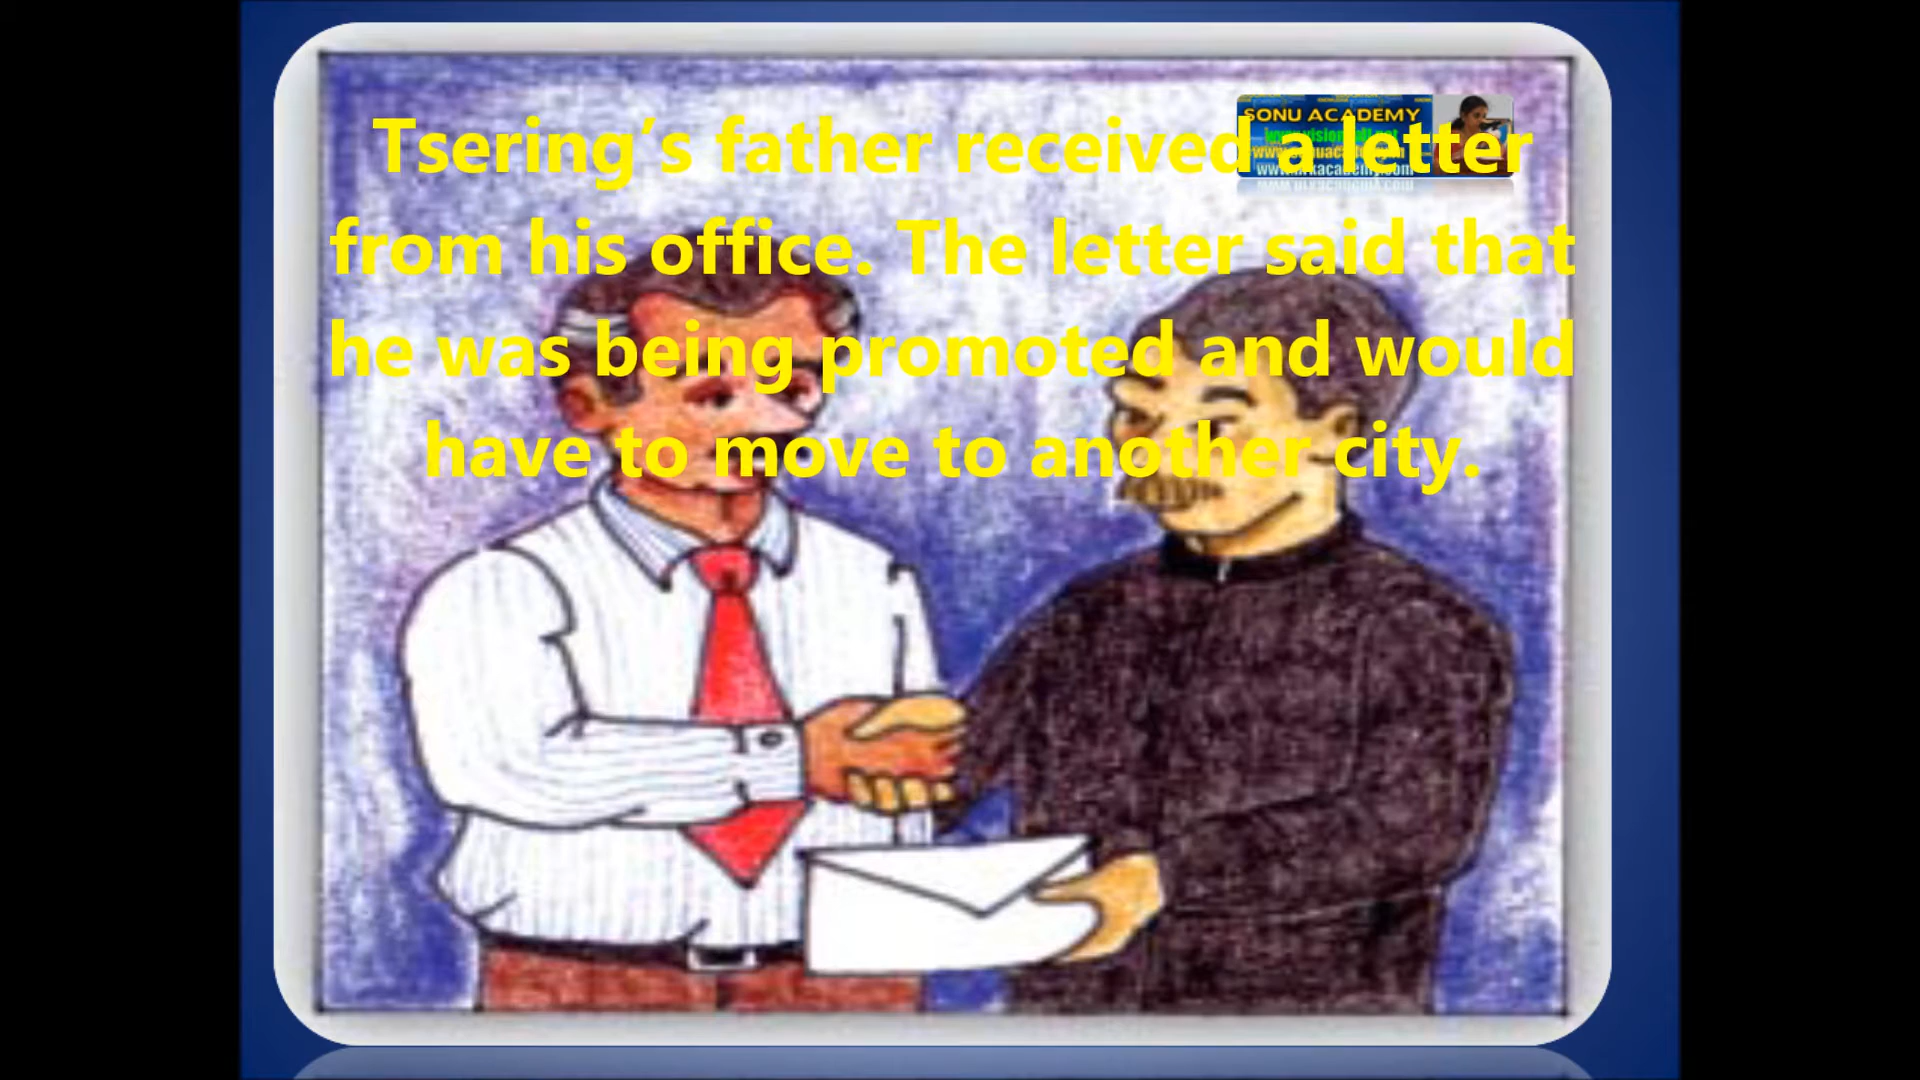 SONU ACADEMY
Tsering’s father received a letter
from his office. The letter said that
he was being promoted and would
have to move to another city.